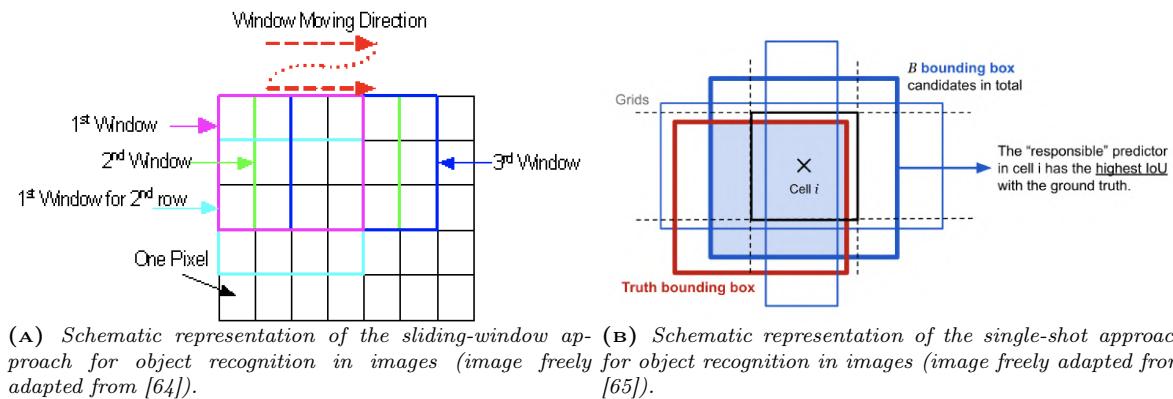 Window Moving Direction
1st Window
2nd Window
3rd Window
1st Window for 2nd row
One Pixel
(A) Schematic representation of the sliding-window ap-
proach for object recognition in images (image freely
adapted from [64]).
B bounding box
candidates in total
Grids
The “responsible” predictor
in cell i has the highest IoU
with the ground truth.
Cell i
Truth bounding box
(B) Schematic representation of the single-shot approach
for object recognition in images (image freely adapted from
[65]).